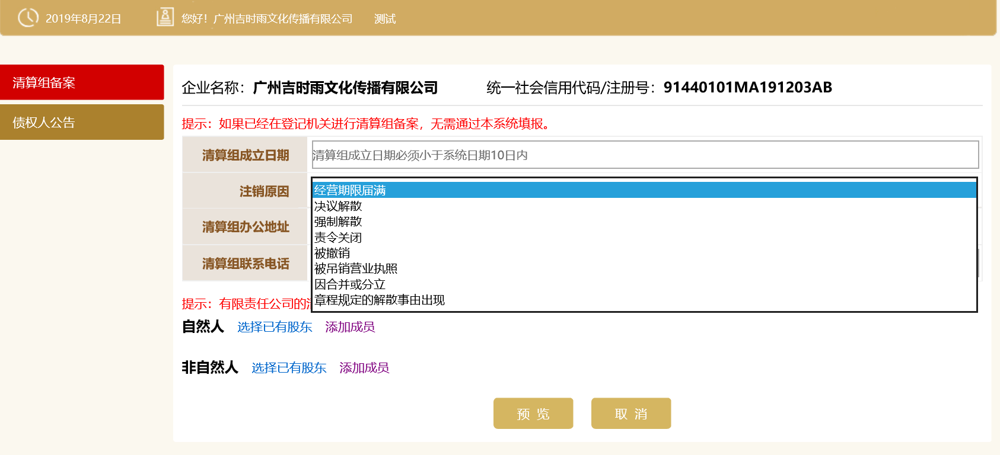 2019年8月22日 您好！广州吉时雨文化传播有限公司 测试
清算组备案
债权人公告
企业名称：广州吉时雨文化传播有限公司 统一社会信用代码/注册号：91440101MA191203AB
提示：如果已经在登记机关进行清算组备案，无需通过本系统填报。
清算组成立日期 清算组成立日期必须小于系统日期10日内
注销原因
清算组办公地址
清算组联系电话
经营期限届满
决议解散
强制解散
责令关闭
被撤销
被吊销营业执照
因合并或分立
章程规定的解散事由出现
提示：有限责任公司的
自然人 选择已有股东 添加成员
非自然人 选择已有股东 添加成员
预 览 取 消